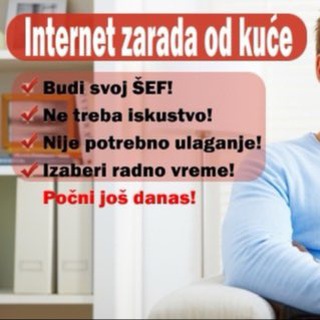 Internet zarada od kuće
Budi svoj ŠEF!
Ne treba iskustvo!
Nije potrebno ulaganje!
Izaberi radno vreme!
Počni još danas!